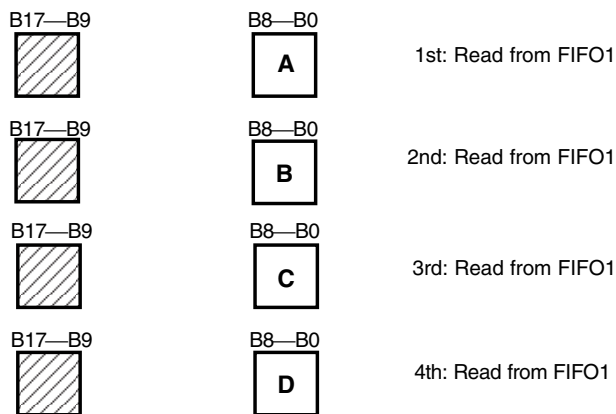 B17—B9 B8—B0
A 1st: Read from FIFO1
B17—B9 B8—B0
B 2nd: Read from FIFO1
B17—B9 B8—B0
C 3rd: Read from FIFO1
B17—B9 B8—B0
D 4th: Read from FIFO1